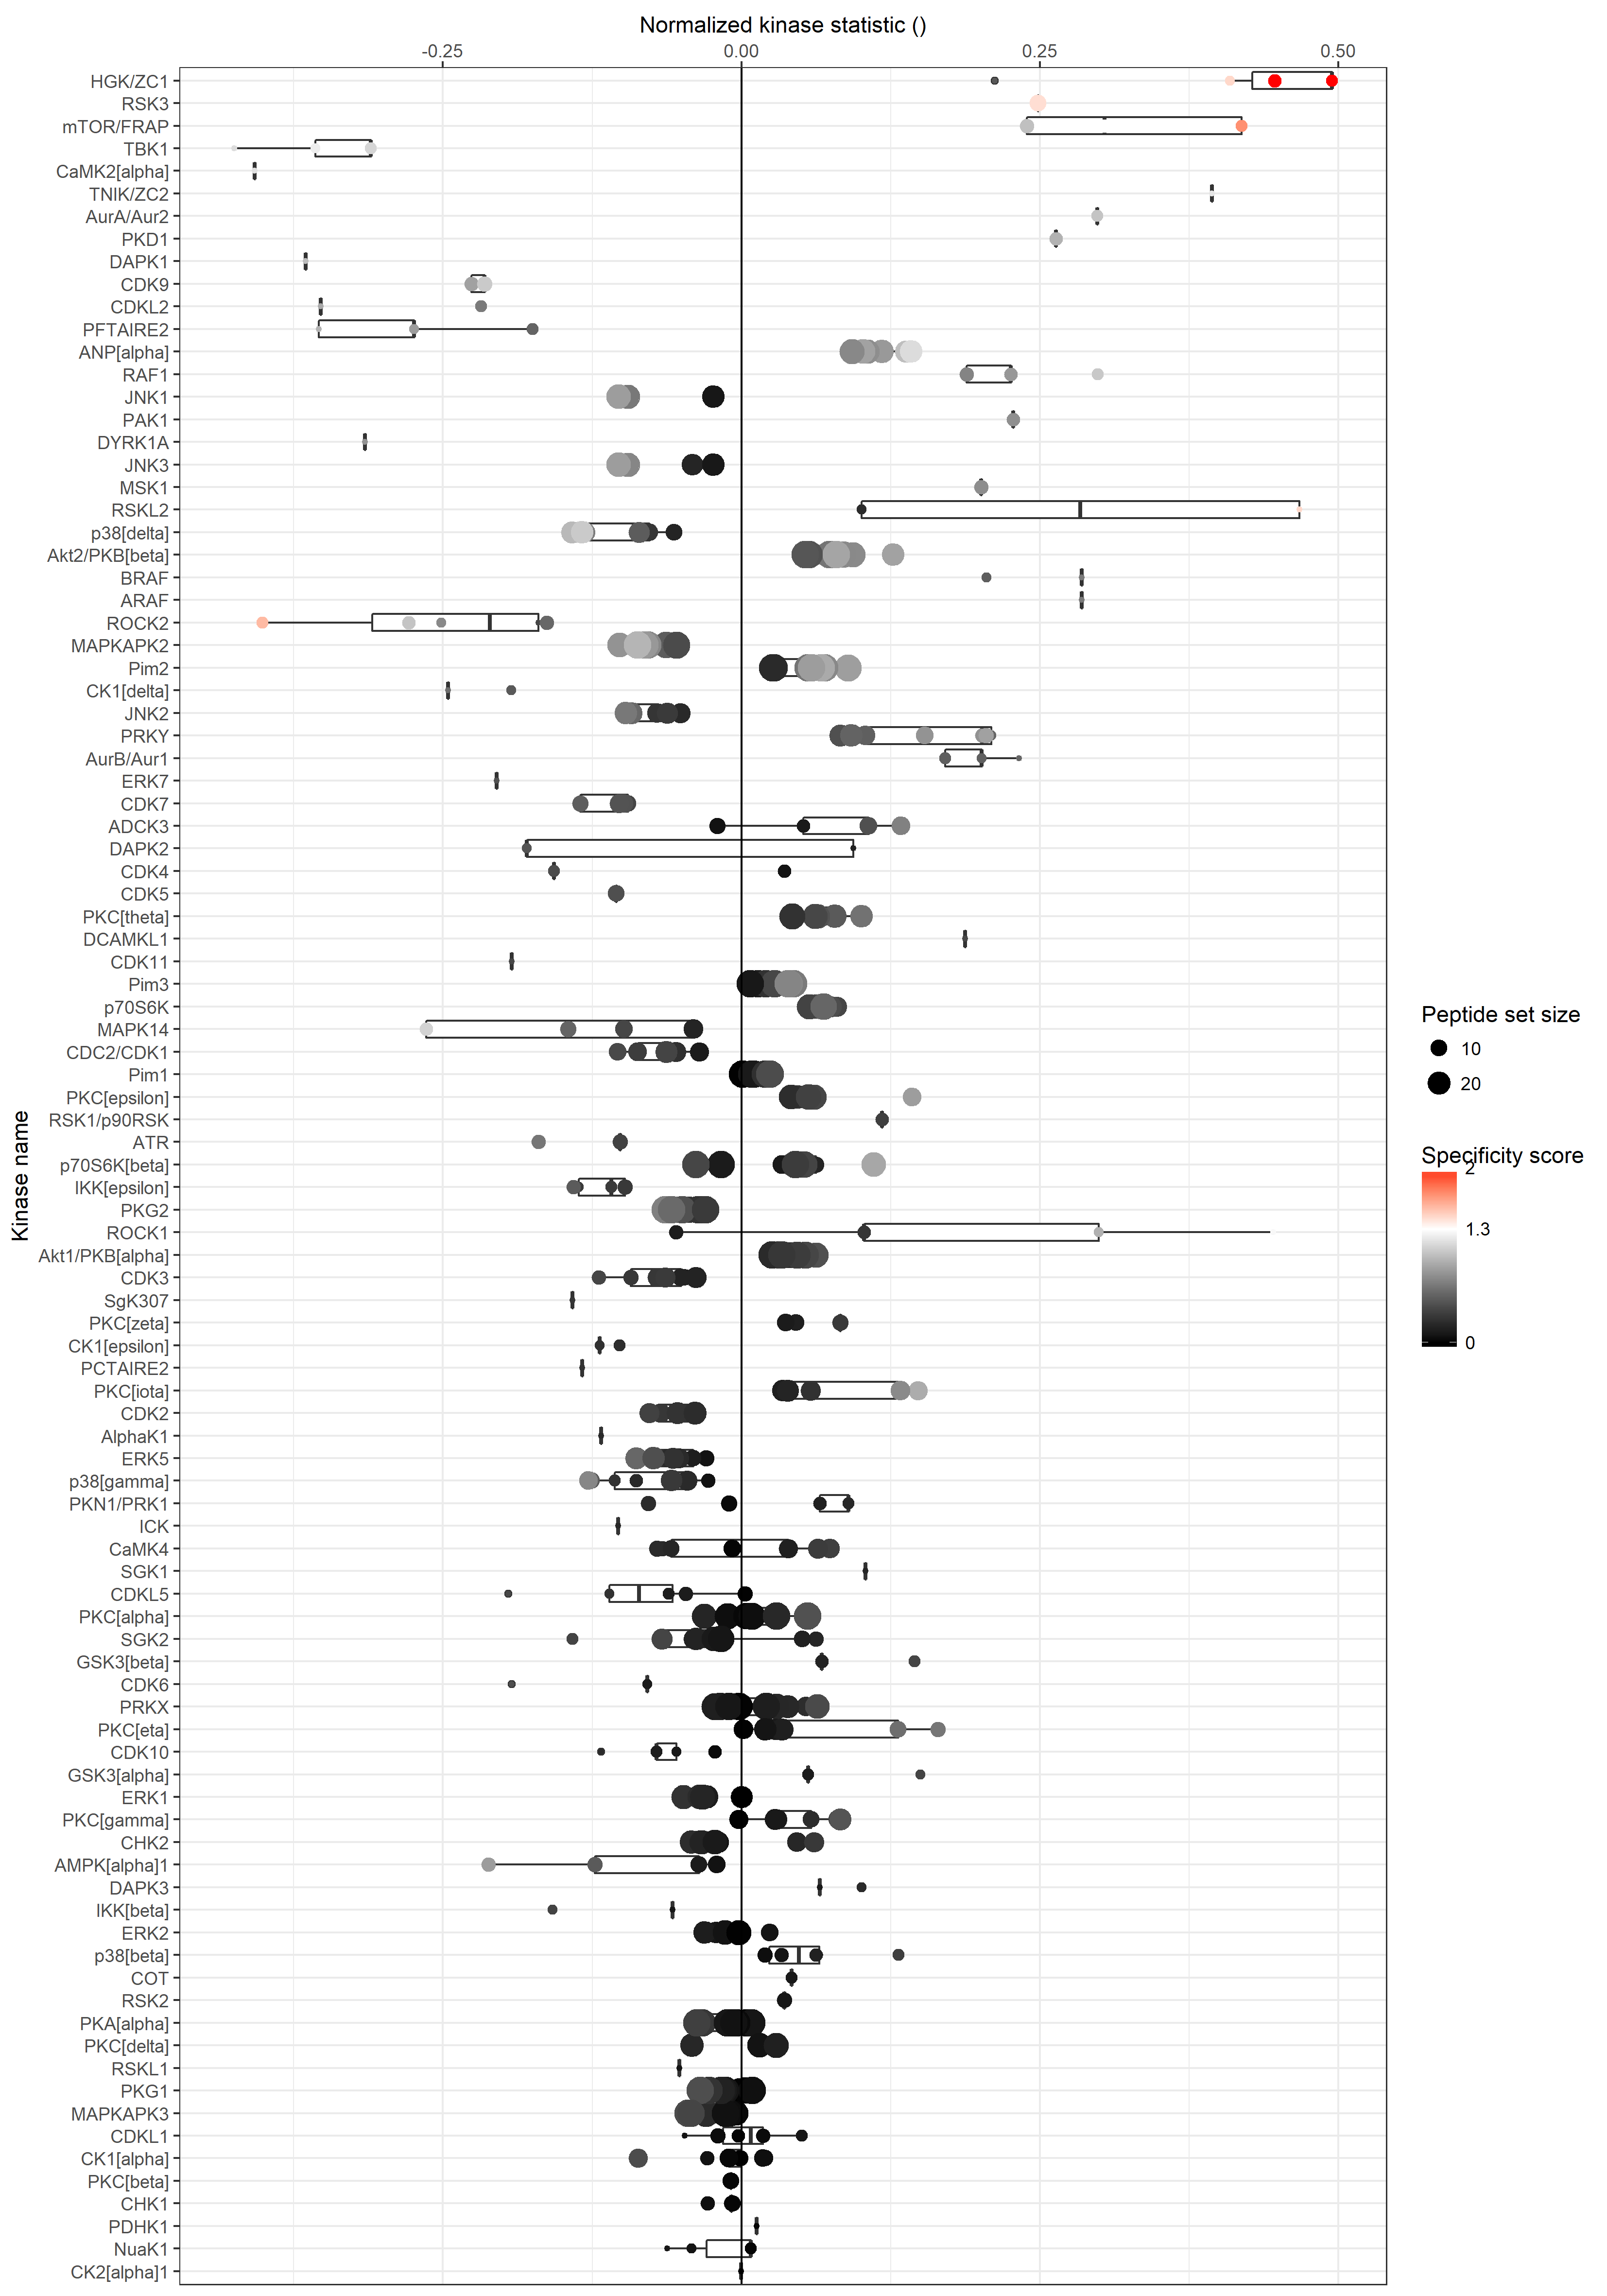 Normalized kinase statistic ()
-0.25 0.00 0.25 0.50
HGK/ZC1
RSK3
mTOR/FRAP
TBK1
CaMK2[alpha]
TNIK/ZC2
AurA/Aur2
PKD1
DAPK1
CDK9
CDKL2
PFTAIRE2
ANP[alpha]
RAF1
JNK1
PAK1
DYRK1A
JNK3
MSK1
RSKL2
p38[delta]
Akt2/PKB[beta]
BRAF
ARAF
ROCK2
MAPKAPK2
Pim2
CK1[delta]
JNK2
PRKY
AurB/Aur1
ERK7
CDK7
ADCK3
DAPK2
CDK4
CDK5
PKC[theta]
DCAMKL1
CDK11
Pim3
p70S6K
MAPK14
CDC2/CDK1
Pim1
PKC[epsilon]
RSK1/p90RSK
ATR
p70S6K[beta]
IKK[epsilon]
PKG2
ROCK1
Akt1/PKB[alpha]
CDK3
SgK307
PKC[zeta]
CK1[epsilon]
PCTAIRE2
PKC[iota]
CDK2
AlphaK1
ERK5
p38[gamma]
PKN1/PRK1
ICK
CaMK4
SGK1
CDKL5
PKC[alpha]
SGK2
GSK3[beta]
CDK6
PRKX
PKC[eta]
CDK10
GSK3[alpha]
ERK1
PKC[gamma]
CHK2
AMPK[alpha]1
DAPK3
IKK[beta]
ERK2
p38[beta]
COT
RSK2
PKA[alpha]
PKC[delta]
RSKL1
PKG1
MAPKAPK3
CDKL1
CK1[alpha]
PKC[beta]
CHK1
PDHK1
NuaK1
CK2[alpha]1
Kinase name
Peptide set size
10
20
Specificity score
2
1.3
0